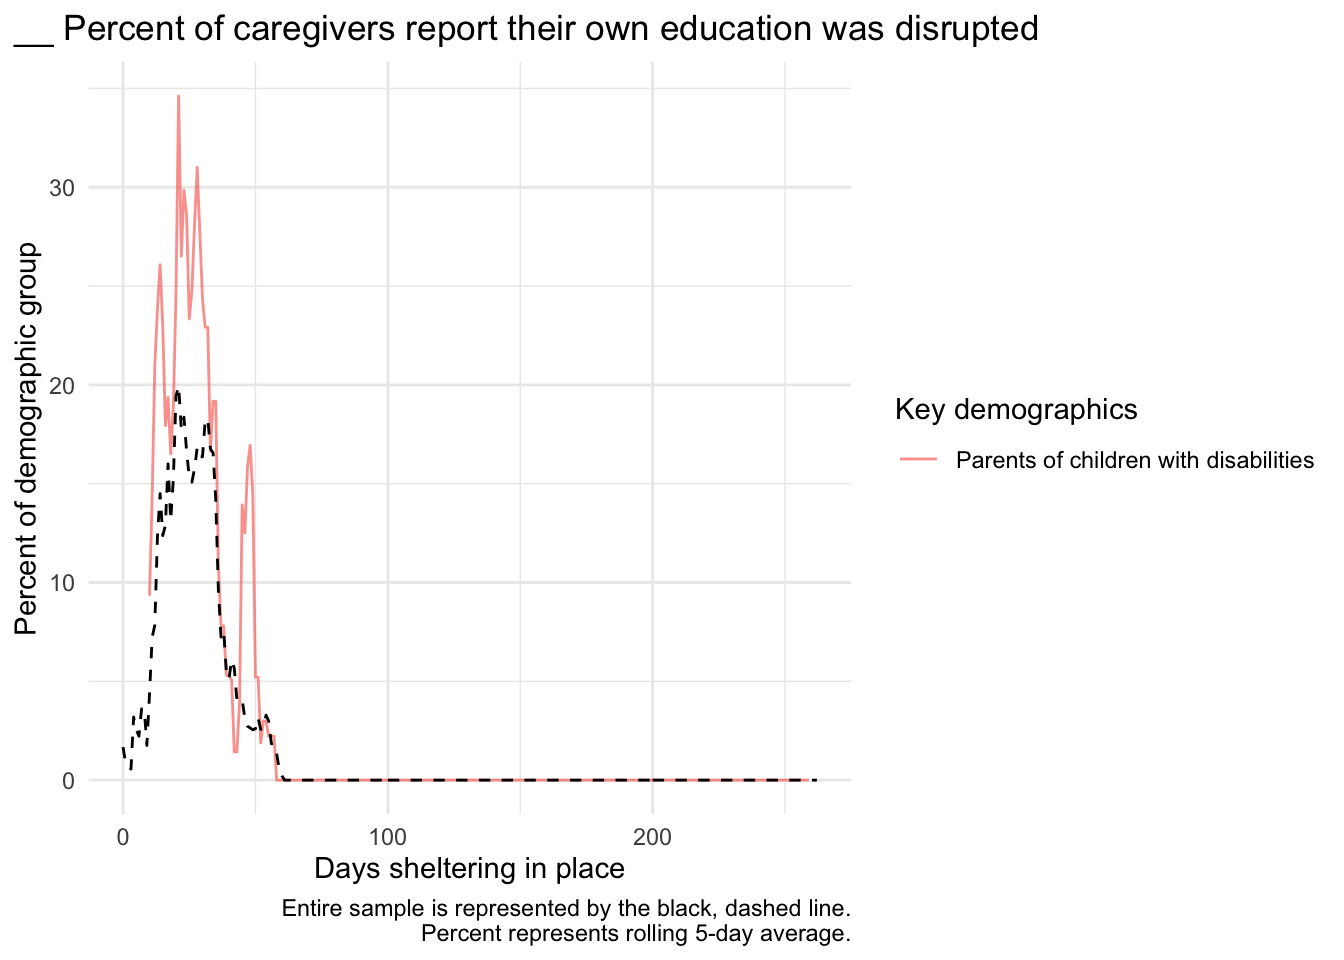 __ Percent of caregivers report their own education was disrupted
Percent of demographic group
30
20
10
0
0
100
200
Days sheltering in place
Key demographics
Parents of children with disabilities
Entire sample is represented by the black, dashed line.
Percent represents rolling 5-day average.